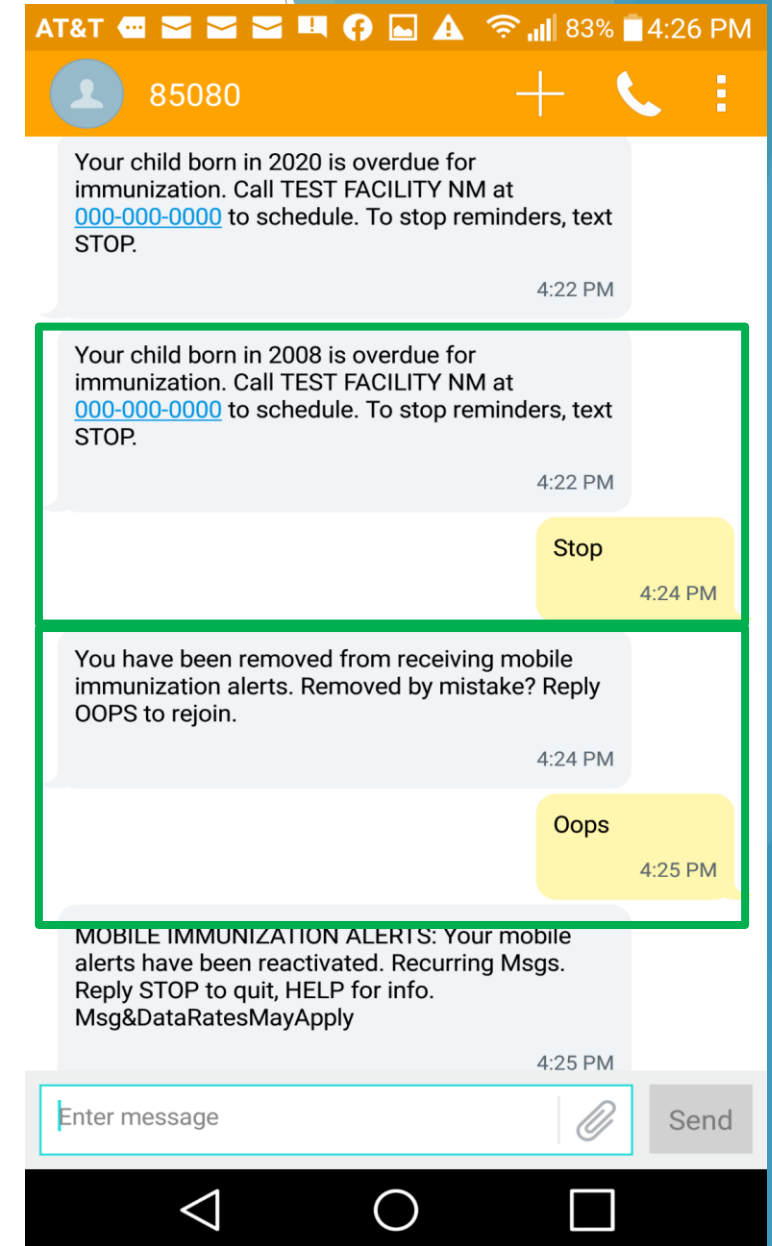 AT&T 83% 4:26 PM
85080
Your child born in 2020 is overdue for
immunization. Call TEST FACILITY NM at
000-000-0000 to schedule. To stop reminders, text
STOP.
4:22 PM
Your child born in 2008 is overdue for
immunization. Call TEST FACILITY NM at
000-000-0000 to schedule. To stop reminders, text
STOP.
4:22 PM
Stop
4:24 PM
You have been removed from receiving mobile
immunization alerts. Removed by mistake? Reply
OOPS to rejoin.
4:24 PM
Oops
4:25 PM
MOBILE IMMUNIZATION ALERTS: Your mobile
alerts have been reactivated. Recurring Msgs.
Reply STOP to quit, HELP for info.
Msg&DataRatesMayApply
4:25 PM
Enter message
Send